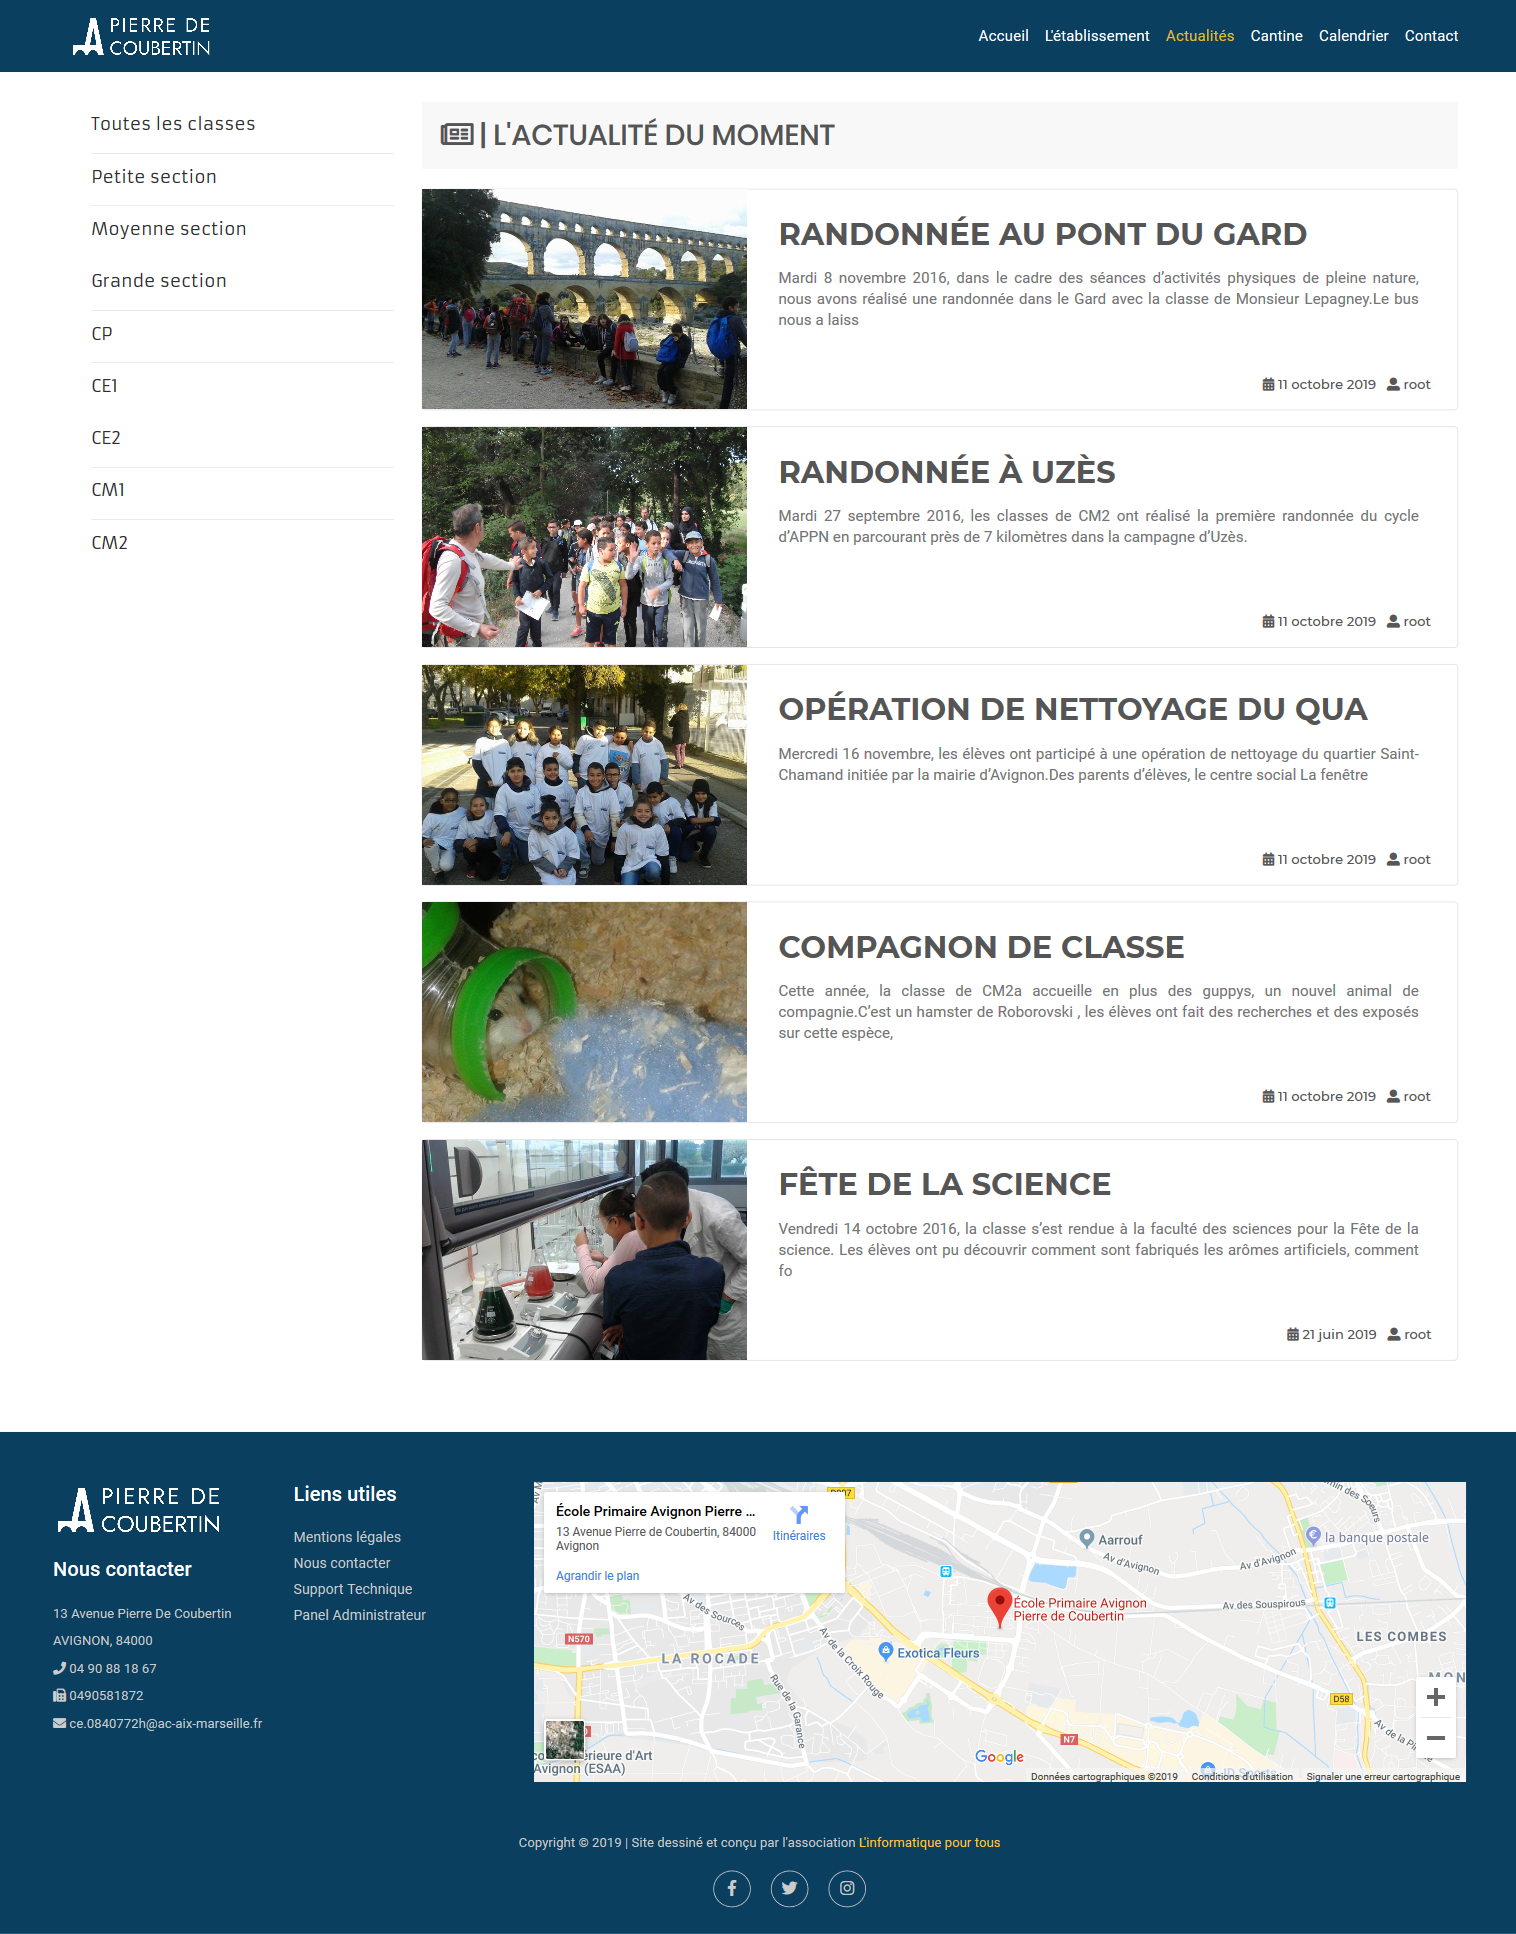 PIERRE DE
COUBERTIN
Accueil L'établissement Actualités Cantine Calendrier Contact
Toutes les classes
Petite section
Moyenne section
Grande section
CP
CE1
CE2
CM1
CM2
| L'ACTUALITÉ DU MOMENT
RANDONNÉE AU PONT DU GARD
Mardi 8 novembre 2016, dans le cadre des séances d’activités physiques de pleine nature,
nous avons réalisé une randonnée dans le Gard avec la classe de Monsieur Lepagney.Le bus
nous a laiss
11 octobre 2019 root
RANDONNÉE À UZÈS
Mardi 27 septembre 2016, les classes de CM2 ont réalisé la première randonnée du cycle
d’APPN en parcourant près de 7 kilomètres dans la campagne d’Uzès.
11 octobre 2019 root
OPÉRATION DE NETTOYAGE DU QUA
Mercredi 16 novembre, les élèves ont participé à une opération de nettoyage du quartier Saint-
Chamand initiée par la mairie d’Avignon.Des parents d’élèves, le centre social La fenêtre
11 octobre 2019 root
COMPAGNON DE CLASSE
Cette année, la classe de CM2a accueille en plus des guppys, un nouvel animal de
compagnie.C’est un hamster de Roborovski , les élèves ont fait des recherches et des exposés
sur cette espèce,
11 octobre 2019 root
FÊTE DE LA SCIENCE
Vendredi 14 octobre 2016, la classe s’est rendue à la faculté des sciences pour la Fête de la
science. Les élèves ont pu découvrir comment sont fabriqués les arômes artificiels, comment
fo
21 juin 2019 root
PIERRE DE
COUBERTIN
Nous contacter
13 Avenue Pierre De Coubertin
AVIGNON, 84000
04 90 88 18 67
0490581872
ce.0840772h@ac-aix-marseille.fr
Liens utiles
Mentions légales
Nous contacter
Support Technique
Panel Administrateur
École Primaire Avignon Pierre ...
13 Avenue Pierre de Coubertin, 84000
Avignon
Itinéraires
Agrandir le plan
Aarrouf
la banque postale
Av d'Avignon
Av d'Avignon
École Primaire Avignon
Pierre de Coubertin
Av des Sources
Av des Souspirous
LES COMBES
N570
LA ROCADE
Av de la Croix Rouge
Exotica Fleurs
Rue de la Garance
MON
D58
N7
érieure d'Art
Avignon (ESAA)
Google
JD Sports
Données cartographiques ©2019 Conditions d'utilisation Signaler une erreur cartographique
Copyright © 2019 | Site dessiné et conçu par l'association L'informatique pour tous